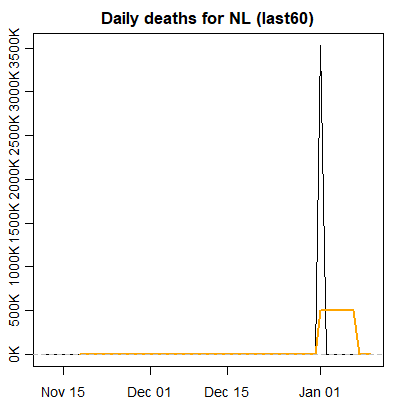 Daily deaths for NL (last60)
3500K
3000K
2500K
2000K
1500K
1000K
500K
0K
Nov 15
Dec 01
Dec 15
Jan 01